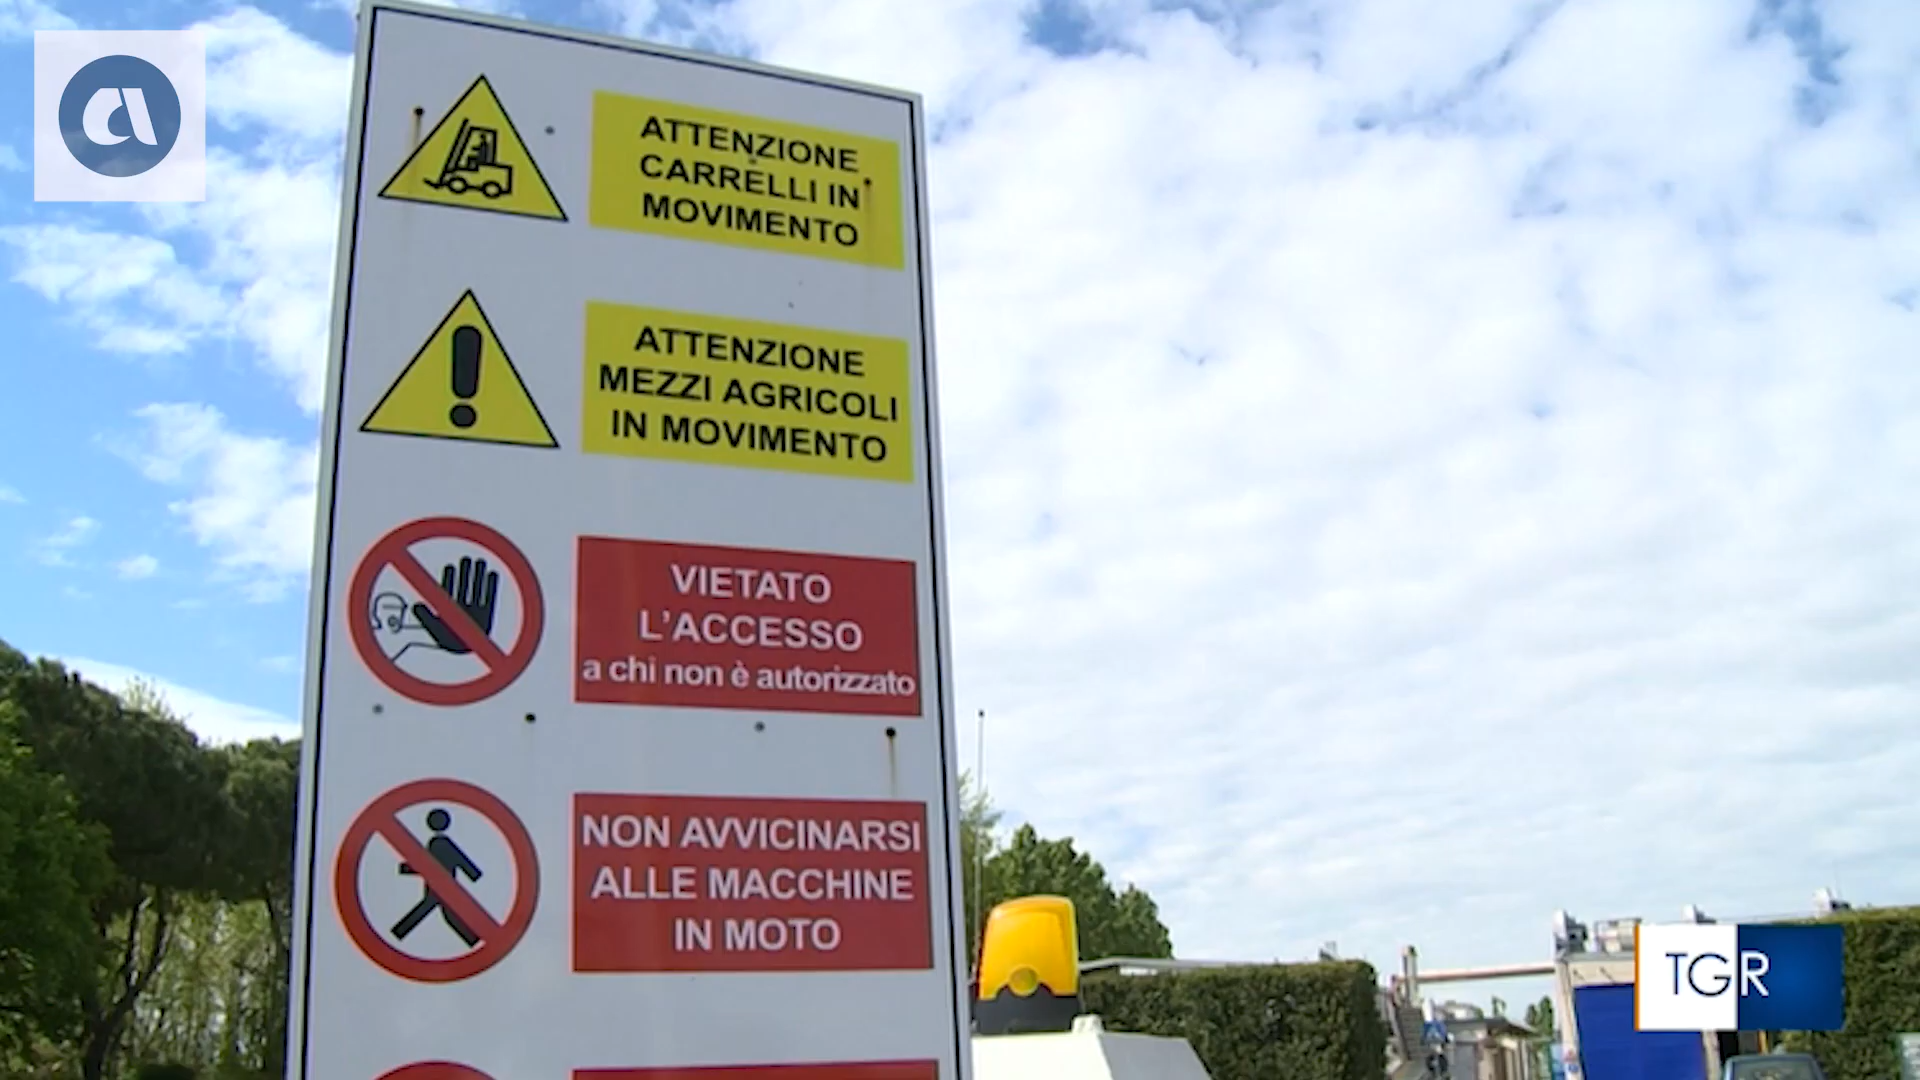 ATTENZIONE
CARRELLI IN
MOVIMENTO
ATTENZIONE
MEZZI AGRICOLI
IN MOVIMENTO
VIETATO
L'ACCESSO
a chi non è autorizzato
NON AVVICINARSI
ALLE MACCHINE
IN MOTO
TGR